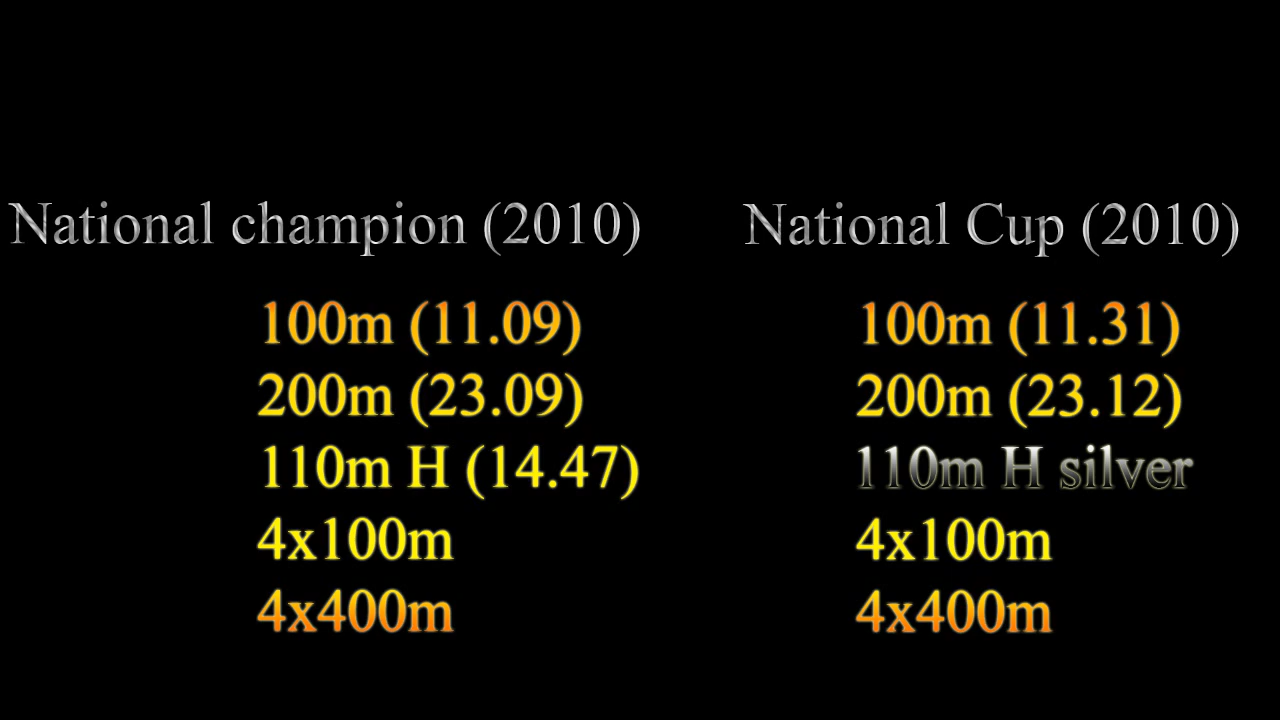 National champion (2010)
100m (11.09)
200m (23.09)
110m H (14.47)
4x100m
4x400m
National Cup (2010)
100m (11.31)
200m (23.12)
110m H silver
4x100m
4x400m